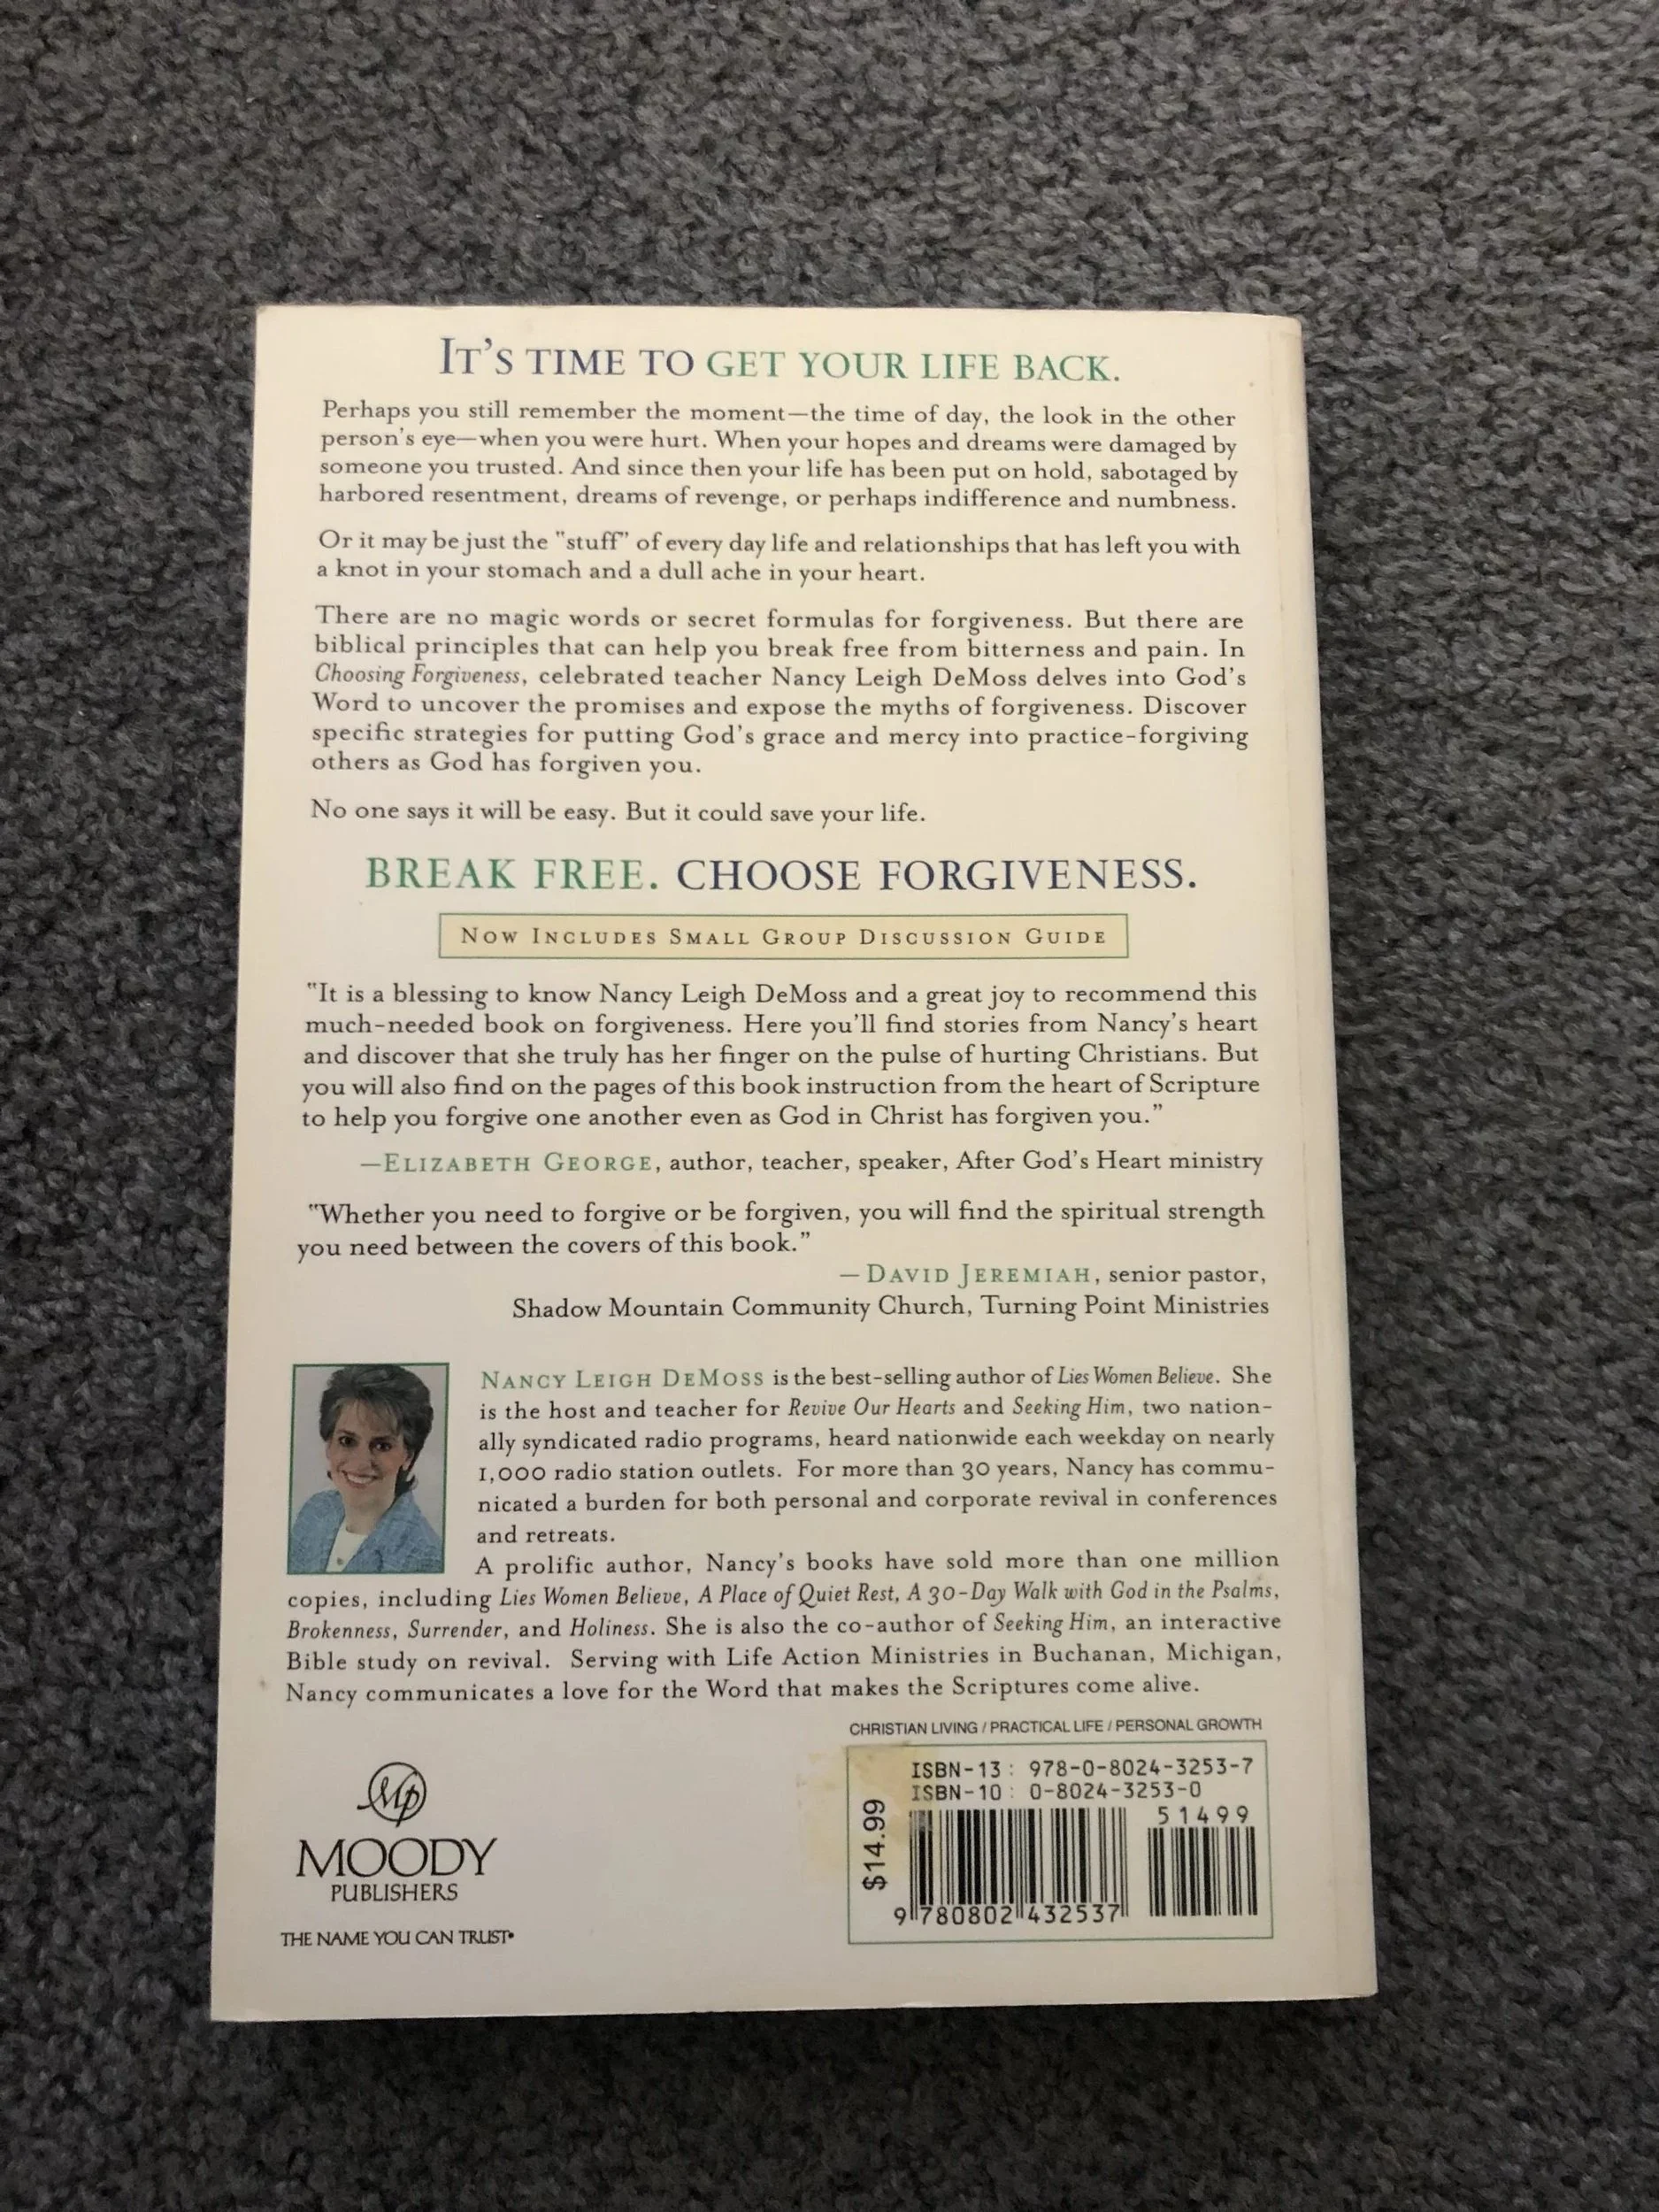 IT'S TIME TO GET YOUR LIFE BACK.
Perhaps you still remember the moment—the time of day, the look in the other
person's eye—when you were hurt. When your hopes and dreams were damaged by
someone you trusted. And since then your life has been put on hold, sabotaged by
harbored resentment, dreams of revenge, or perhaps indifference and numbness.
Or it may be just the "stuff" of every day life and relationships that has left you with
a knot in your stomach and a dull ache in your heart.
There are no magic words or secret formulas for forgiveness. But there are
biblical principles that can help you break free from bitterness and pain. In
Choosing Forgiveness, celebrated teacher Nancy Leigh DeMoss delves into God's
Word to uncover the promises and expose the myths of forgiveness. Discover
specific strategies for putting God's grace and mercy into practice-forgiving
others as God has forgiven you.
No one says it will be easy. But it could save your life.
BREAK FREE. CHOOSE FORGIVENESS.
NOW INCLUDES SMALL GROUP DISCUSSION GUIDE
"It is a blessing to know Nancy Leigh DeMoss and a great joy to recommend this
much-needed book on forgiveness. Here you'll find stories from Nancy's heart
and discover that she truly has her finger on the pulse of hurting Christians. But
you will also find on the pages of this book instruction from the heart of Scripture
to help you forgive one another even as God in Christ has forgiven you."
—ELIZABETH GEORGE, author, teacher, speaker, After God's Heart ministry
"Whether you need to forgive or be forgiven, you will find the spiritual strength
you need between the covers of this book."
— DAVID JEREMIAH, senior pastor,
Shadow Mountain Community Church, Turning Point Ministries
NANCY LEIGH DEMOSS is the best-selling author of Lies Women Believe. She
is the host and teacher for Revive Our Hearts and Seeking Him, two nation-
ally syndicated radio programs, heard nationwide each weekday on nearly
1,000 radio station outlets. For more than 30 years, Nancy has commu-
nicated a burden for both personal and corporate revival in conferences
and retreats.
A prolific author, Nancy's books have sold more than one million
copies, including Lies Women Believe, A Place of Quiet Rest, A 30-Day Walk with God in the Psalms,
Brokenness, Surrender, and Holiness. She is also the co-author of Seeking Him, an interactive
Bible study on revival. Serving with Life Action Ministries in Buchanan, Michigan,
Nancy communicates a love for the Word that makes the Scriptures come alive.
CHRISTIAN LIVING / PRACTICAL LIFE / PERSONAL GROWTH
Mp
MOODY
PUBLISHERS
THE NAME YOU CAN TRUST®
ISBN-13: 978-0-8024-3253-7
ISBN-10: 0-8024-3253-0
51499
$14.99
9 780802 432537